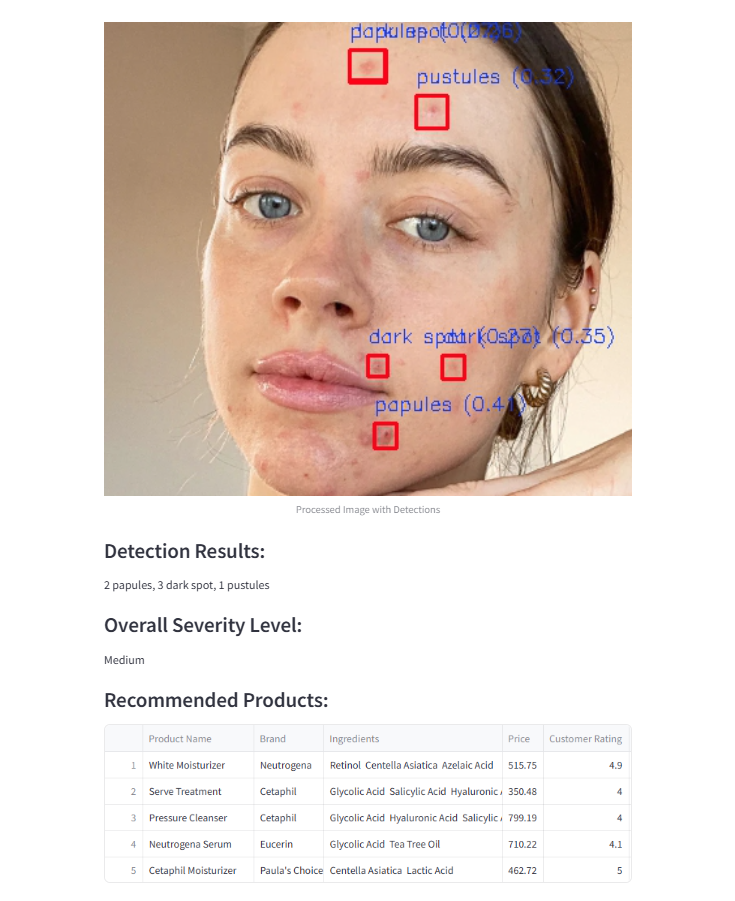 pustules (0.32)
dark spot (0.35)
papules (0.41)
Processed Image with Detections
Detection Results:
2 papules, 3 dark spot, 1 pustules
Overall Severity Level:
Medium
Recommended Products:
Product Name Brand Ingredients Price Customer Rating
1 White Moisturizer Neutrogena Retinol Centella Asiatica Azelaic Acid 515.75 4.9
2 Serve Treatment Cetaphil Glycolic Acid Salicylic Acid Hyaluronic 350.48 4
3 Pressure Cleanser Cetaphil Glycolic Acid Hyaluronic Acid Salicylic 799.19 4
4 Neutrogena Serum Eucerin Glycolic Acid Tea Tree Oil 710.22 4.1
5 Cetaphil Moisturizer Paula's Choice Centella Asiatica Lactic Acid 462.72 5